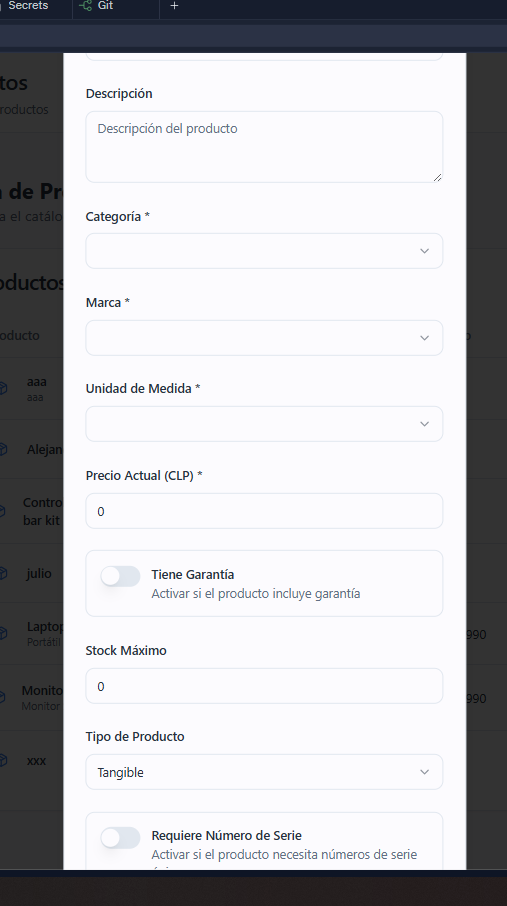 Secrets
Git
+
tos
roductos
a de Pr
a el catálo
oductos
oducto
o
aaa
aaa
Alejan
Contro
bar kit
julio
Laptop
Portátil
990
Monito
Monitor
990
xxx
Descripción
Descripción del producto
Categoría *
Marca *
Unidad de Medida *
Precio Actual (CLP) *
0
Tiene Garantía
Activar si el producto incluye garantía
Stock Máximo
0
Tipo de Producto
Tangible
Requiere Número de Serie
Activar si el producto necesita números de serie